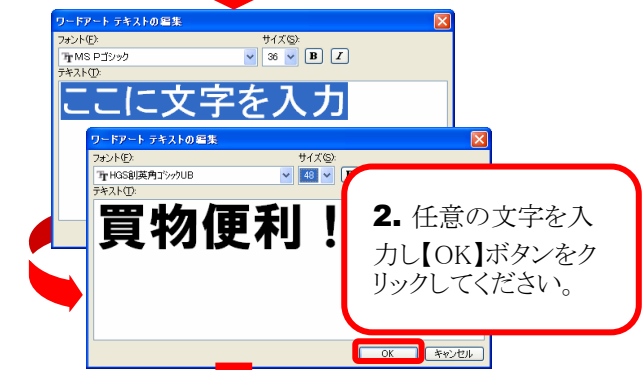 ワードアート テキストの編集
フォント(F):
サイズ(S):
MS Pゴシック
36
B
I
テキスト(T):
ここに文字を入力
ワードアート テキストの編集
フォント(F):
サイズ(S):
HGS創英角ゴシックUB
48
テキスト(T):
買物便利！
2. 任意の文字を入
力し【OK】ボタンをク
リックしてください。
OK
キャンセル